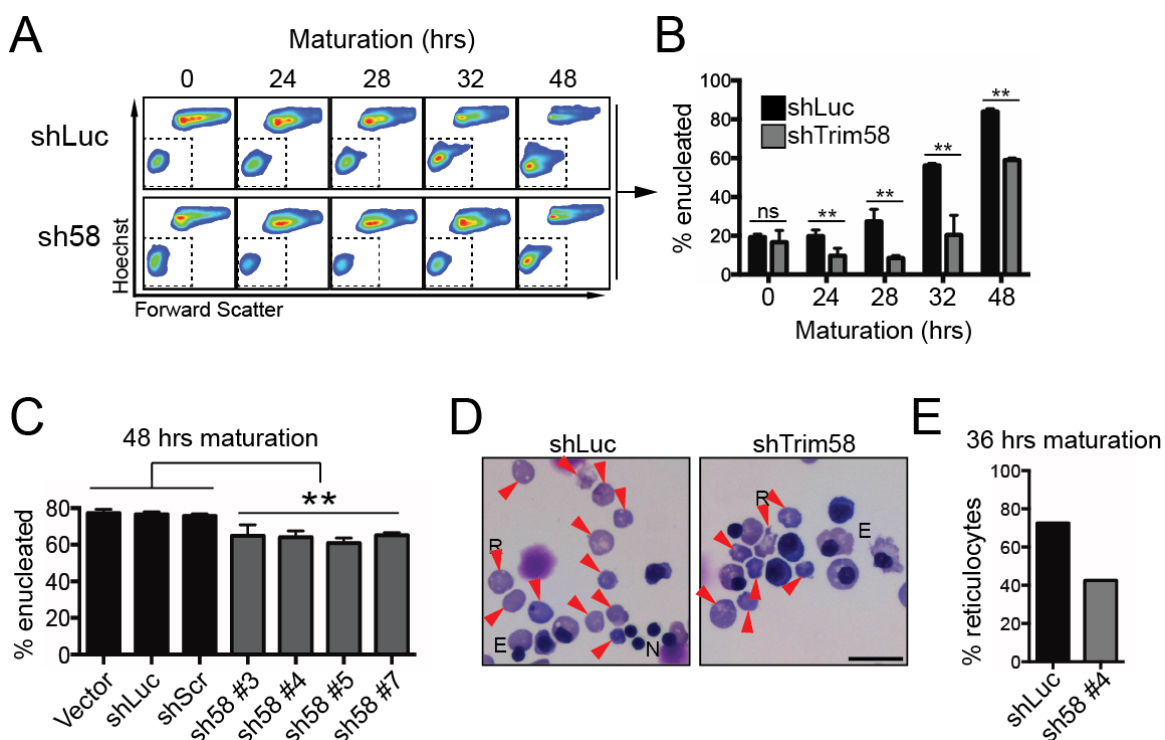 A
Maturation (hrs)
0 24 28 32 48
shLuc
sh58
Hoechst
Forward Scatter
B
100
80
60
40
20
0
% enucleated
shLuc
shTrim58
ns
**
**
**
**
0 24 28 32 48
Maturation (hrs)
C
48 hrs maturation
**
80
60
40
20
0
% enucleated
Vector
shLuc
shScr
sh58 #3
sh58 #4
sh58 #5
sh58 #7
D
shLuc
shTrim58
R
E
N
R
E
E
36 hrs maturation
100
80
60
40
20
0
% reticulocytes
shLuc
sh58 #4